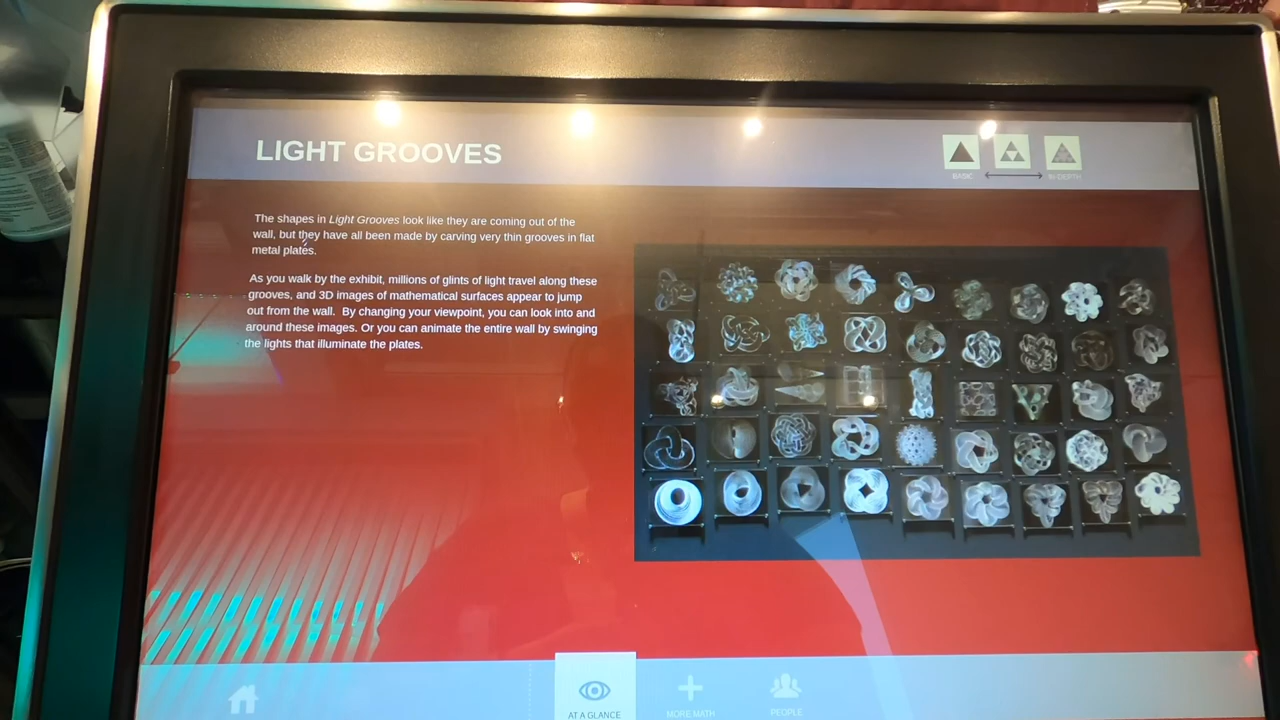 LIGHT GROOVES
BASIC
IN-DEPTH
The shapes in Light Grooves look like they are coming out of the
wall, but they have all been made by carving very thin grooves in flat
metal plates.
As you walk by the exhibit, millions of glints of light travel along these
grooves, and 3D images of mathematical surfaces appear to jump
out from the wall. By changing your viewpoint, you can look into and
around these images. Or you can animate the entire wall by swinging
the lights that illuminate the plates.
AT A GLANCE
MORE MATH
PEOPLE